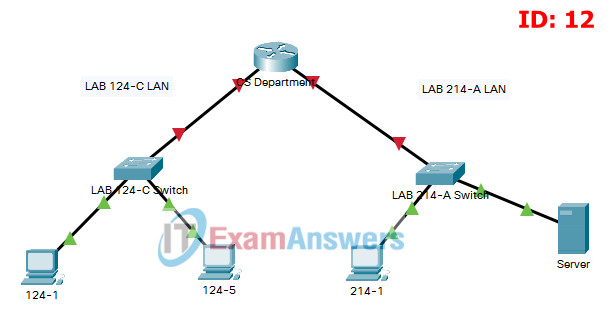 ID: 12
CS Department
LAB 124-C LAN
LAB 214-A LAN
LAB 124-C Switch
LAB 214-A Switch
ITExamAnswers
124-1
124-5
214-1
Server